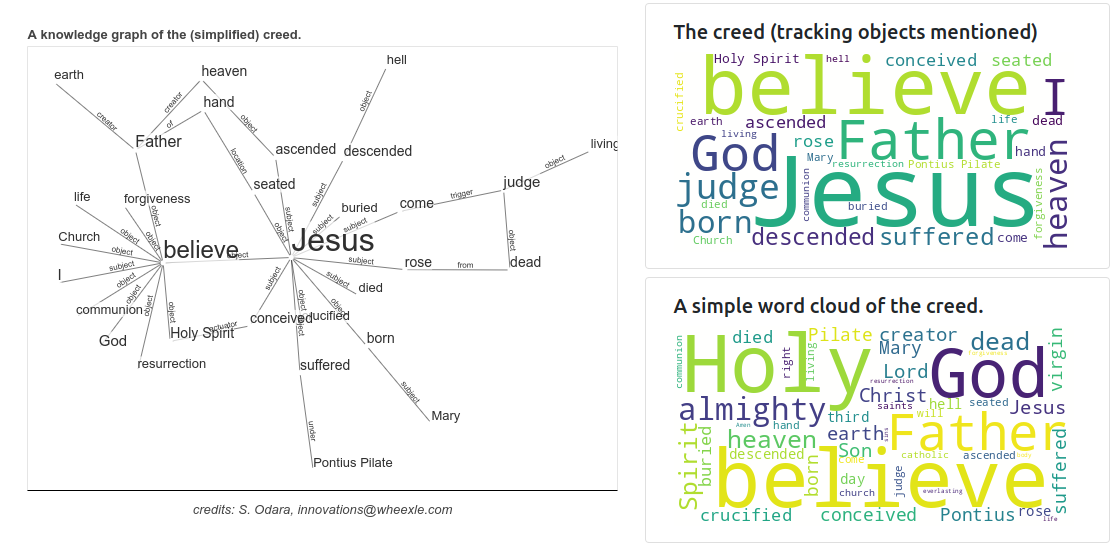 A knowledge graph of the (simplified) creed.
earth
heaven
hell
creator
creator
object
hand
of
object
Father
ascended
descended
living
object
location
judge
seated
life
forgiveness
subject
trigger
come
buried
object
subject
subject
subject
Church
object
object
object
object
believe
Jesus
object
object
I
subject
object
subject
subject
rose
from
dead
object
object
object
subject
subject
died
communion
conceived
crucified
object
object
object
God
Holy Spirit
actuator
born
resurrection
suffered
subject
Mary
under
Pontius Pilate
credits: S. Odara, innovations@wheexle.com
The creed (tracking objects mentioned)
Holy Spirit
hell
conceived
seated
crucified
believe
I
earth
ascended
life
dead
living
rose
Father
hand
God
Mary
resurrection
Pontius Pilate
judge
communion
Jesus
forgiveness
heaven
died
buried
born
Church
descended
suffered
come
A simple word cloud of the creed.
communion
Holy
died
Pilate
creator
dead
virgin
right
living
Mary
God
forgiveness
Lord
resurrection
Christ
almighty
saints
hell
seated
Jesus
third
Will
Amen
hand
earth
Father
Spirit
buried
heaven
descended
born
Son
come
catholic
ascended
body
suffered
believe
day
judge
church
everlasting
crucified
conceived
Pontius
rose
life